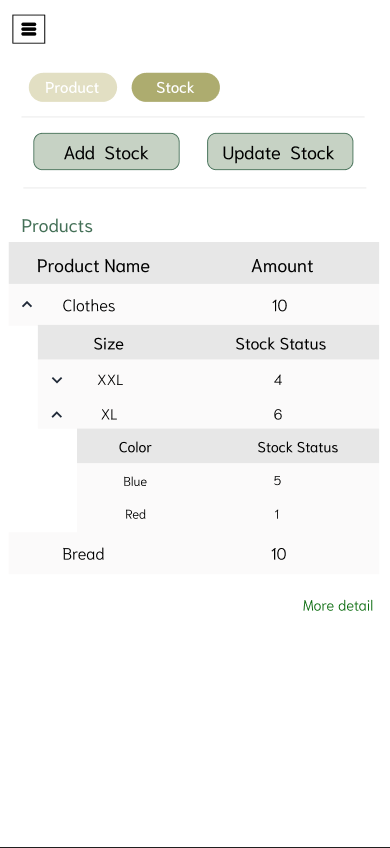 Product Stock
Add Stock Update Stock
Products
Product Name Amount
Clothes 10
Size Stock Status
XXL 4
XL 6
Color Stock Status
Blue 5
Red 1
Bread 10
More detail